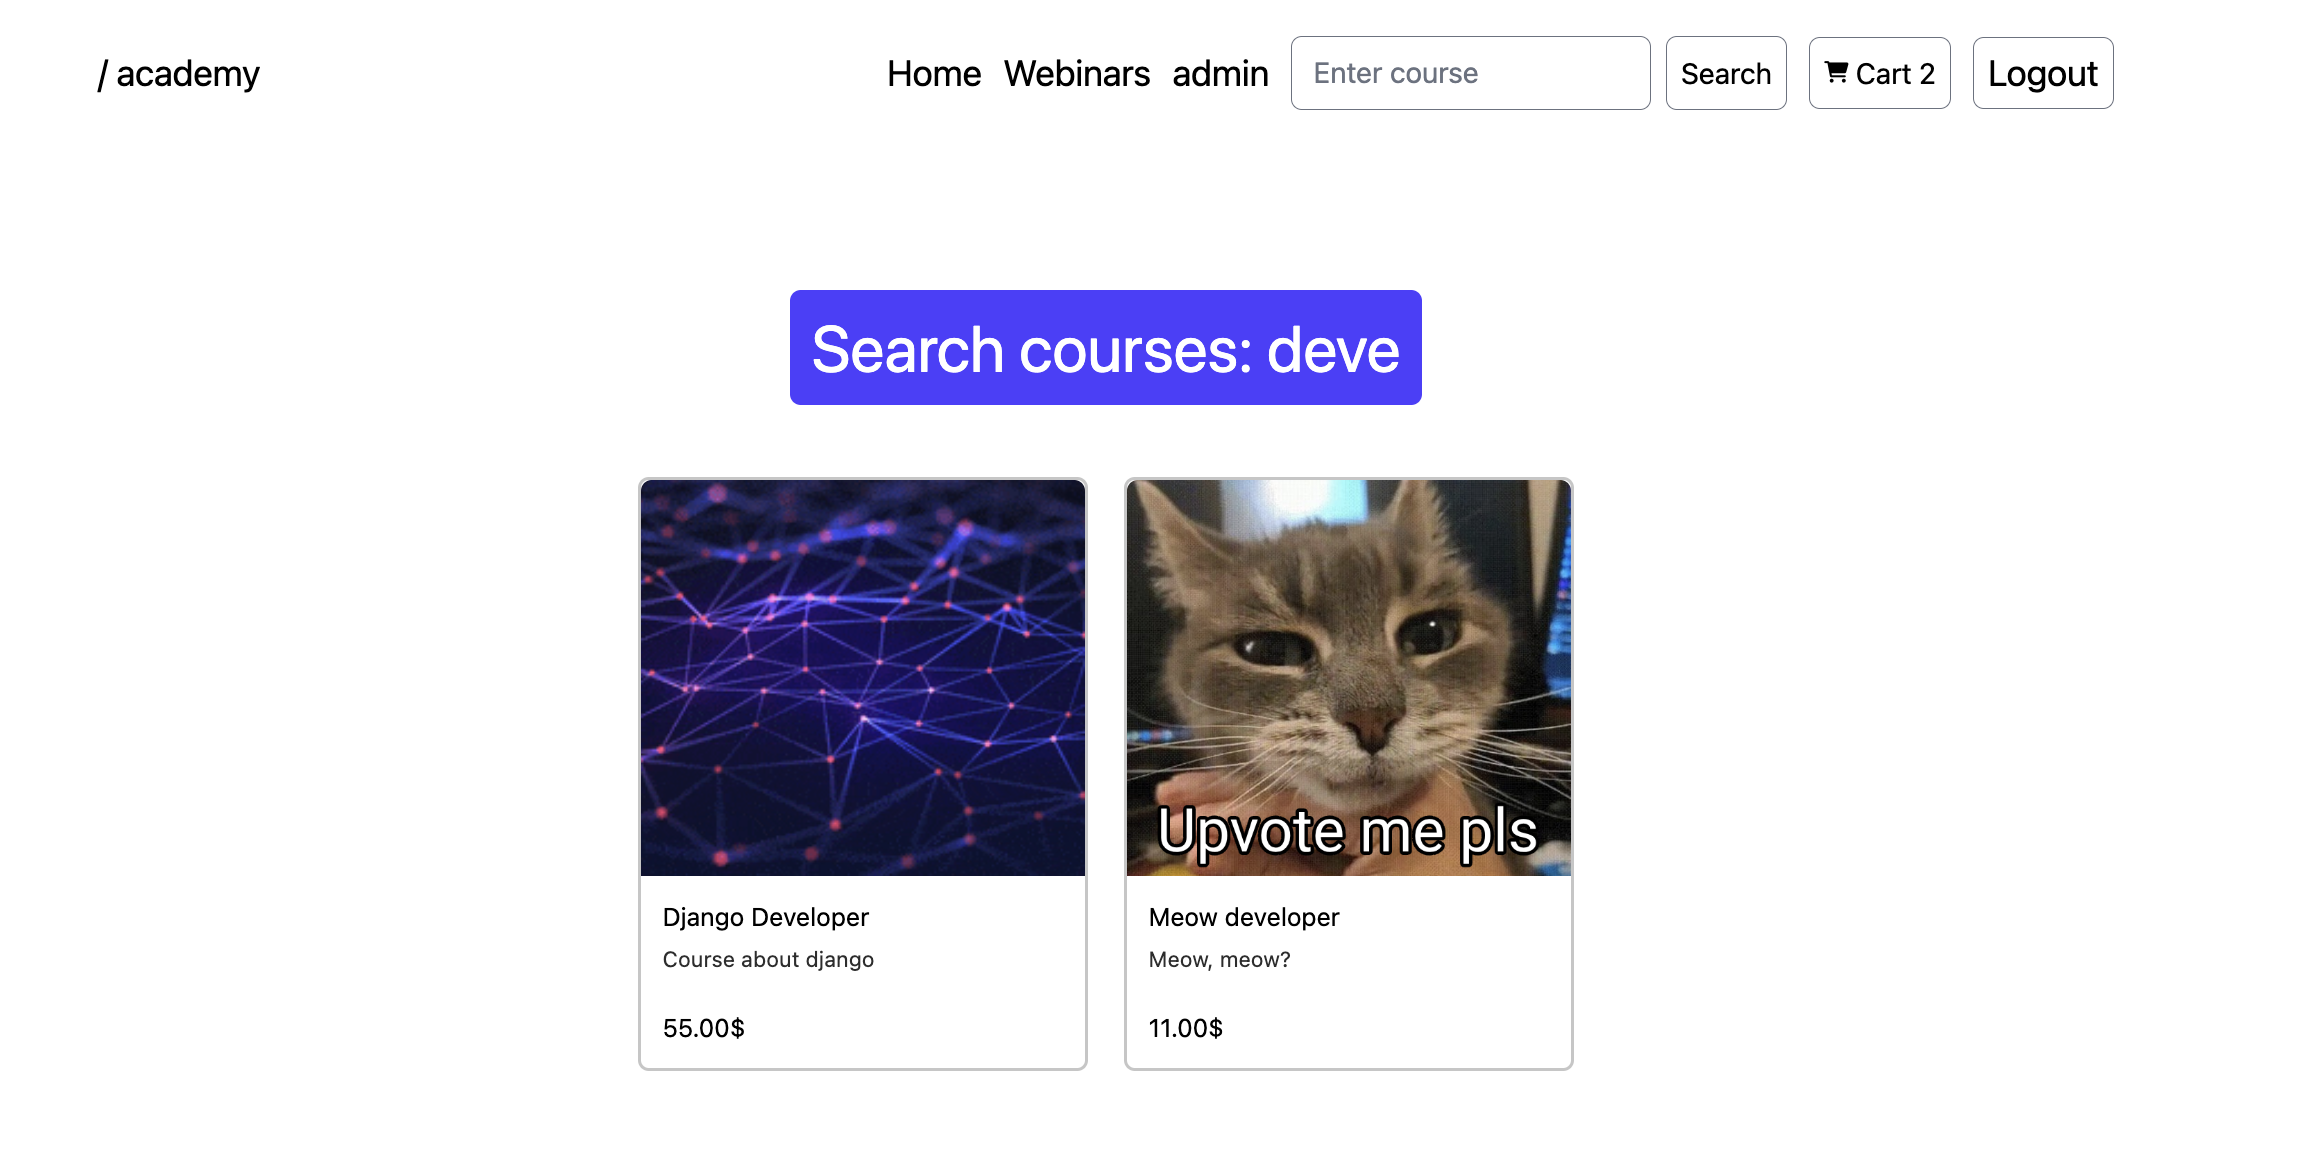 / academy
Home Webinars admin Enter course Search Cart 2 Logout
Search courses: deve
Upvote me pls
Django Developer
Course about django
55.00$
Meow developer
Meow, meow?
11.00$